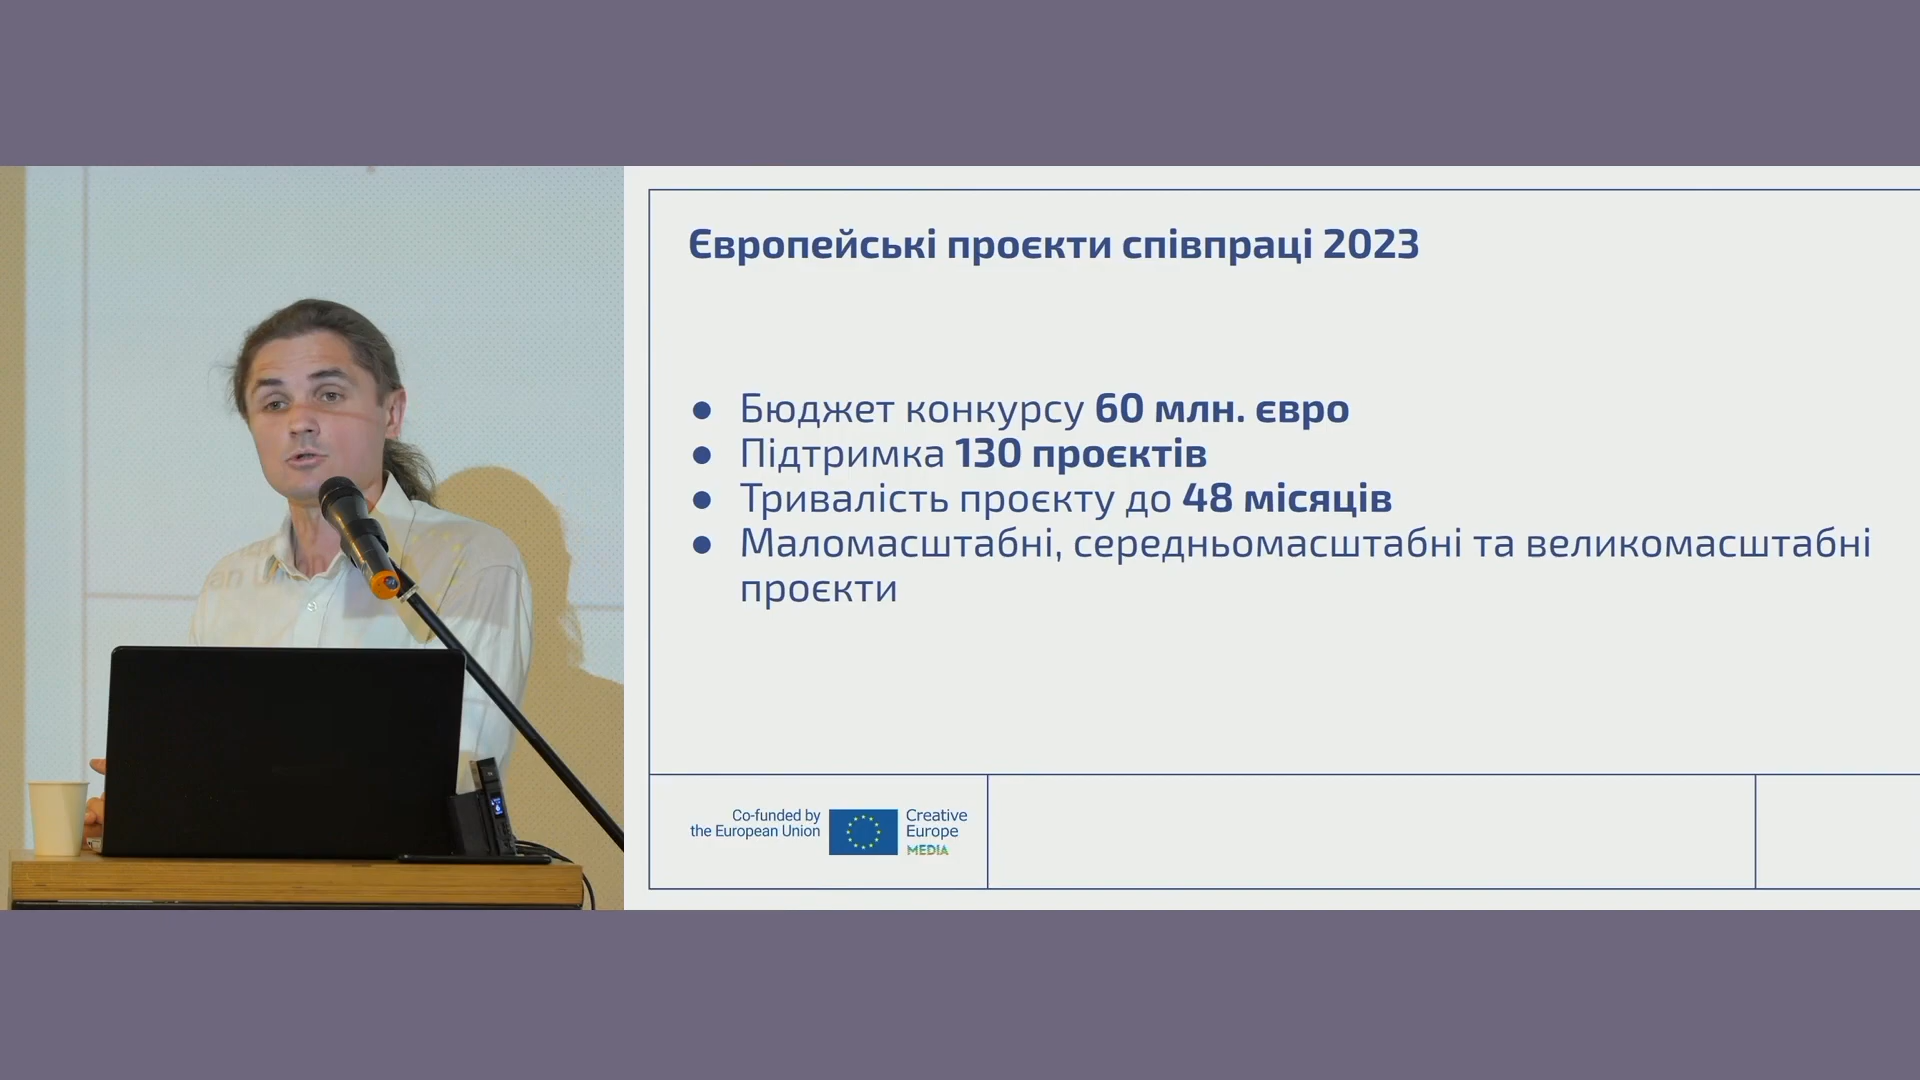 Європейські проєкти співпраці 2023
● Бюджет конкурсу 60 млн. євро
● Підтримка 130 проєктів
● Тривалість проєкту до 48 місяців
● Маломасштабні, середньомасштабні та великомасштабні
проєкти
Co-funded by
the European Union
Creative
Europe
MEDIA